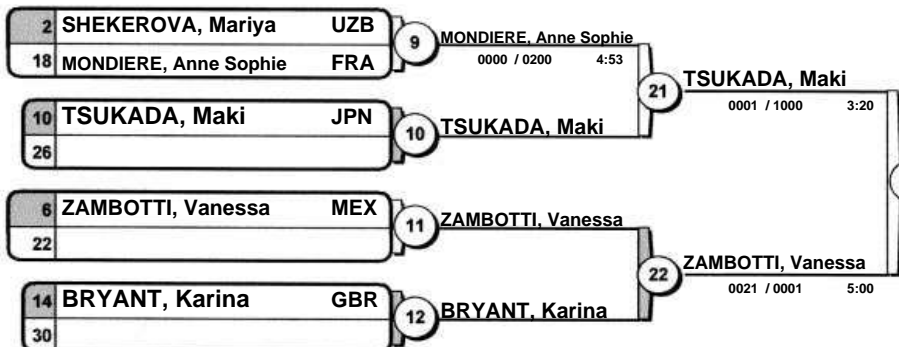 2 SHEKEROVA, Mariya UZB
18 MONDIERE, Anne Sophie FRA
9
MONDIERE, Anne Sophie
0000 / 0200 4:53
10 TSUKADA, Maki JPN
26
10
TSUKADA, Maki
21
TSUKADA, Maki
0001 / 1000 3:20
6 ZAMBOTTI, Vanessa MEX
22
11
ZAMBOTTI, Vanessa
14 BRYANT, Karina GBR
30
12
BRYANT, Karina
22
ZAMBOTTI, Vanessa
0021 / 0001 5:00